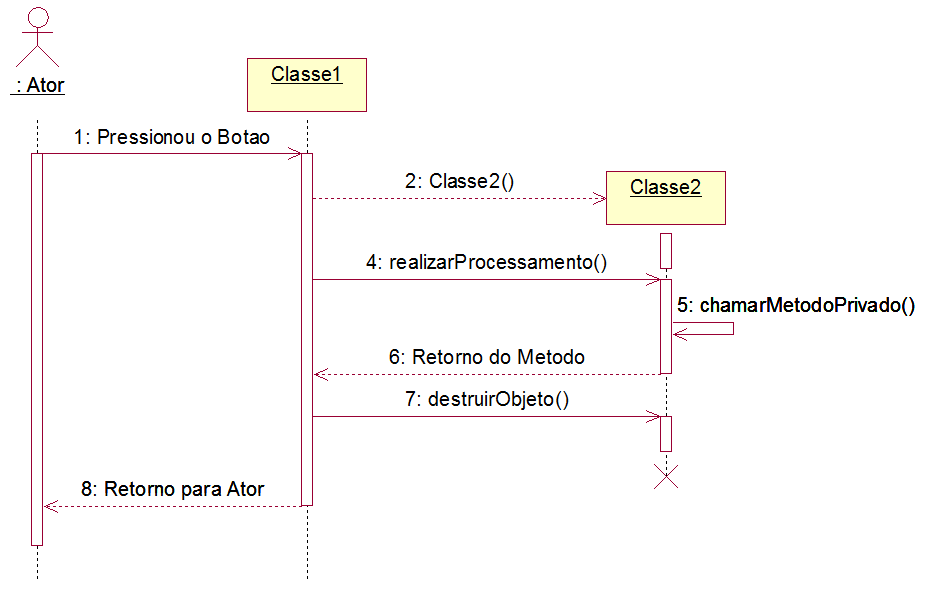 : Ator
Classe1
1: Pressionou o Botao
2: Classe2()
Classe2
4: realizarProcessamento()
5: chamarMetodoPrivado()
6: Retorno do Metodo
7: destruirObjeto()
8: Retorno para Ator